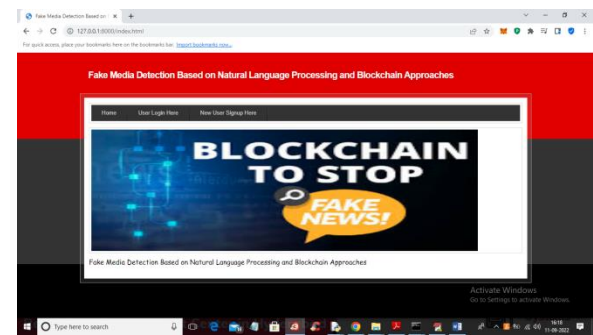 Fake Media Detection Based on
127.0.0.1:8000/index.html
For quick access, place your bookmarks here on the bookmarks bar. Import bookmarks now...
Fake Media Detection Based on Natural Language Processing and Blockchain Approaches
Home User Login Here New User Signup Here
BLOCKCHAIN
TO STOP
FAKE
NEWS!
Fake Media Detection Based on Natural Language Processing and Blockchain Approaches
Activate Windows
Go to Settings to activate Windows.
Type here to search
16:18
11-09-2022